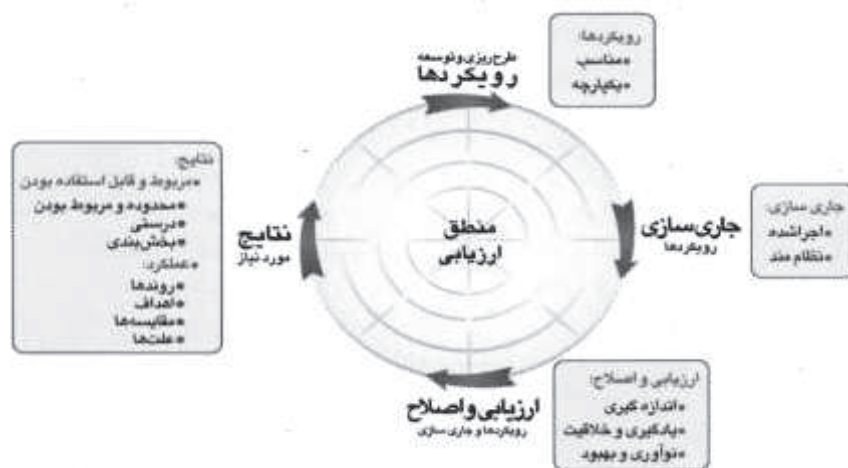 طرح ریزی و توسعه
رویکردها
رویکردها:
•مناسب
•یکپارچه
جاری سازی
رویکردها
جاری سازی:
•اجراشده
•نظام مند
ارزیابی و اصلاح
رویکردها و جاری سازی
ارزیابی و اصلاح:
•اندازه گیری
•یادگیری و خلاقیت
•نوآوری و بهبود
نتایج
مورد نیاز
نتایج:
•مربوط و قابل استفاده بودن
•محدوده و مربوط بودن
•درستی
•بخش‌بندی
•عملکرد:
•روندها
•اهداف
•مقایسه‌ها
•علت‌ها
منطق
ارزیابی